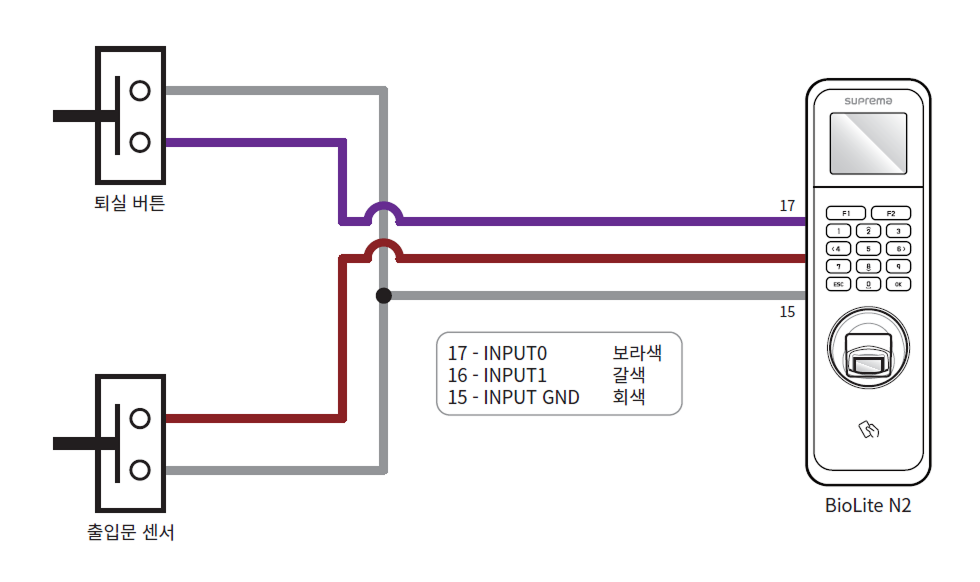 퇴실 버튼
suprema
F1 F2
1 2 3
<4 5 6>
7 8 9
ESC 0 OK
17
15
17 - INPUT0 보라색
16 - INPUT1 갈색
15 - INPUT GND 회색
BioLite N2
출입문 센서